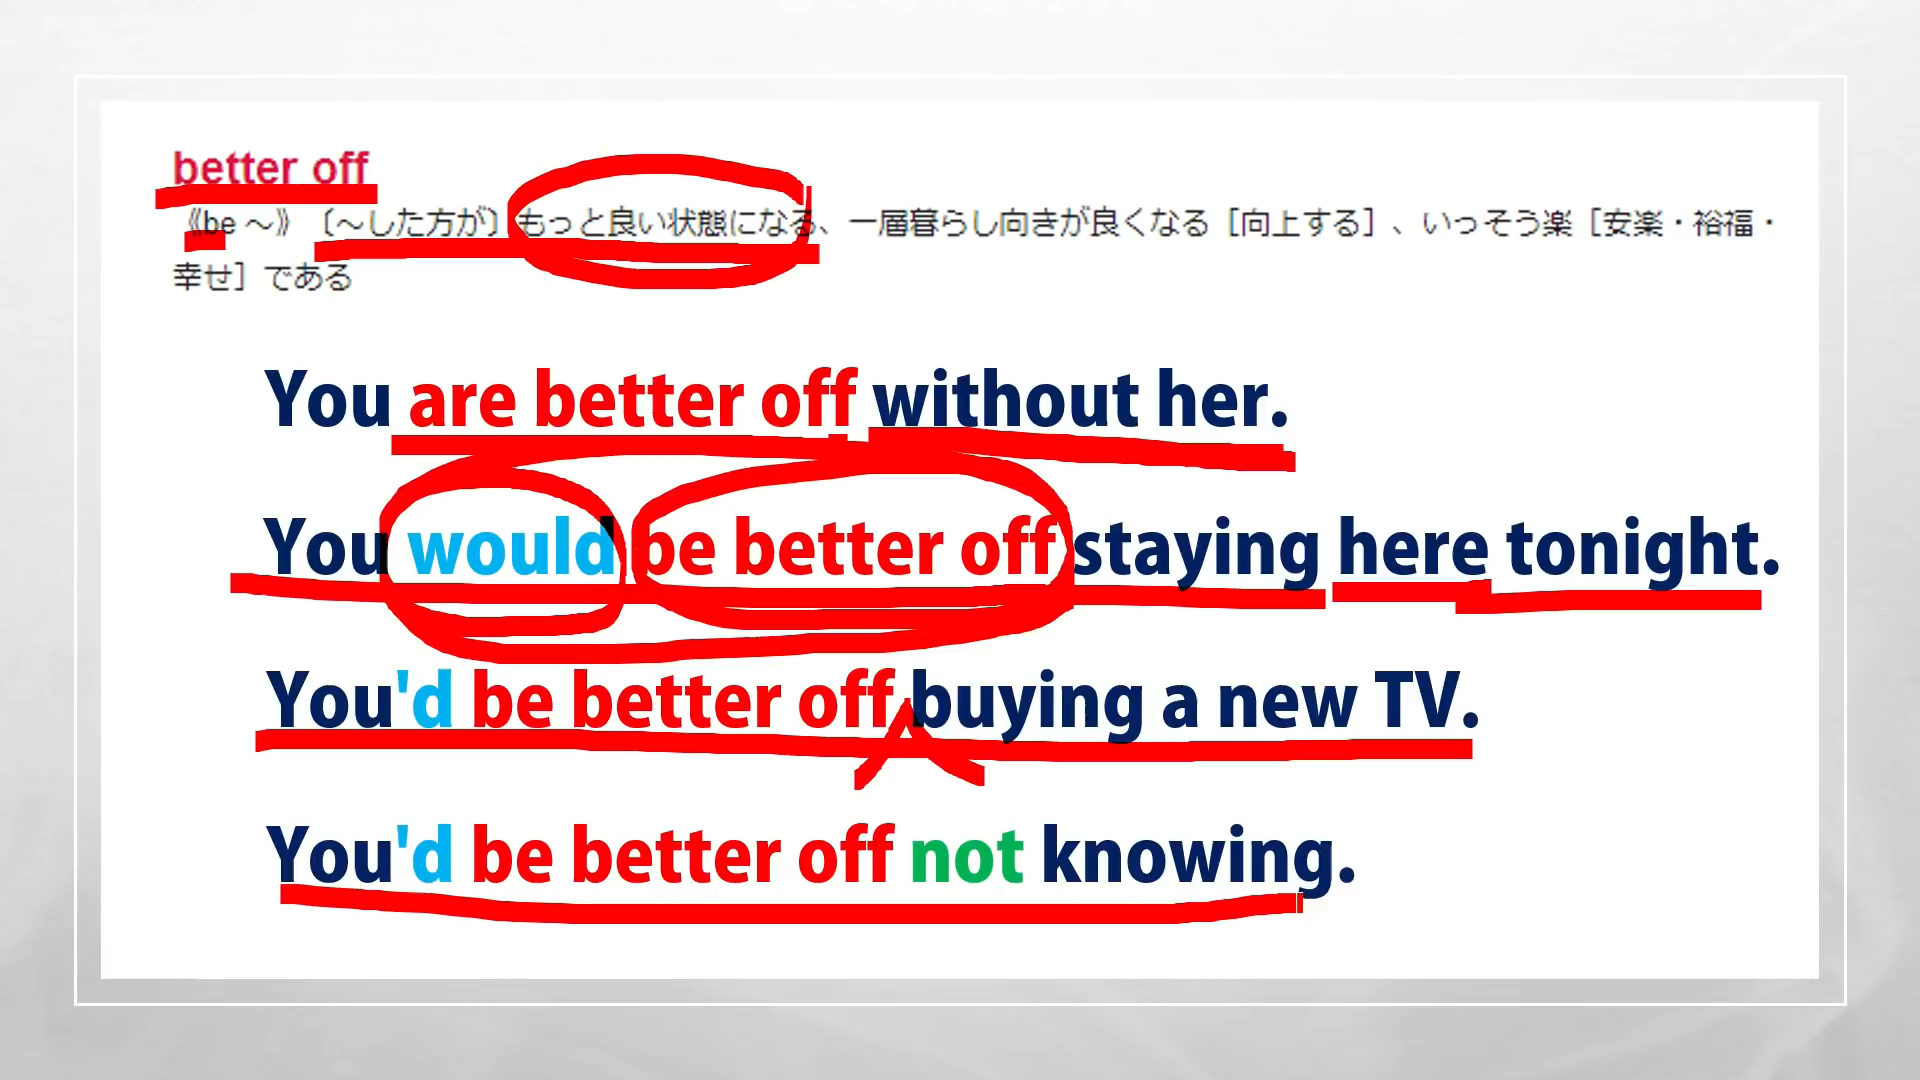 better off
《be ～》〔～した方が〕もっと良い状態になる、一層暮らし向きが良くなる［向上する］、いっそう楽［安楽・裕福・
幸せ］である
You are better off without her.
You would be better off staying here tonight.
You'd be better off buying a new TV.
You'd be better off not knowing.